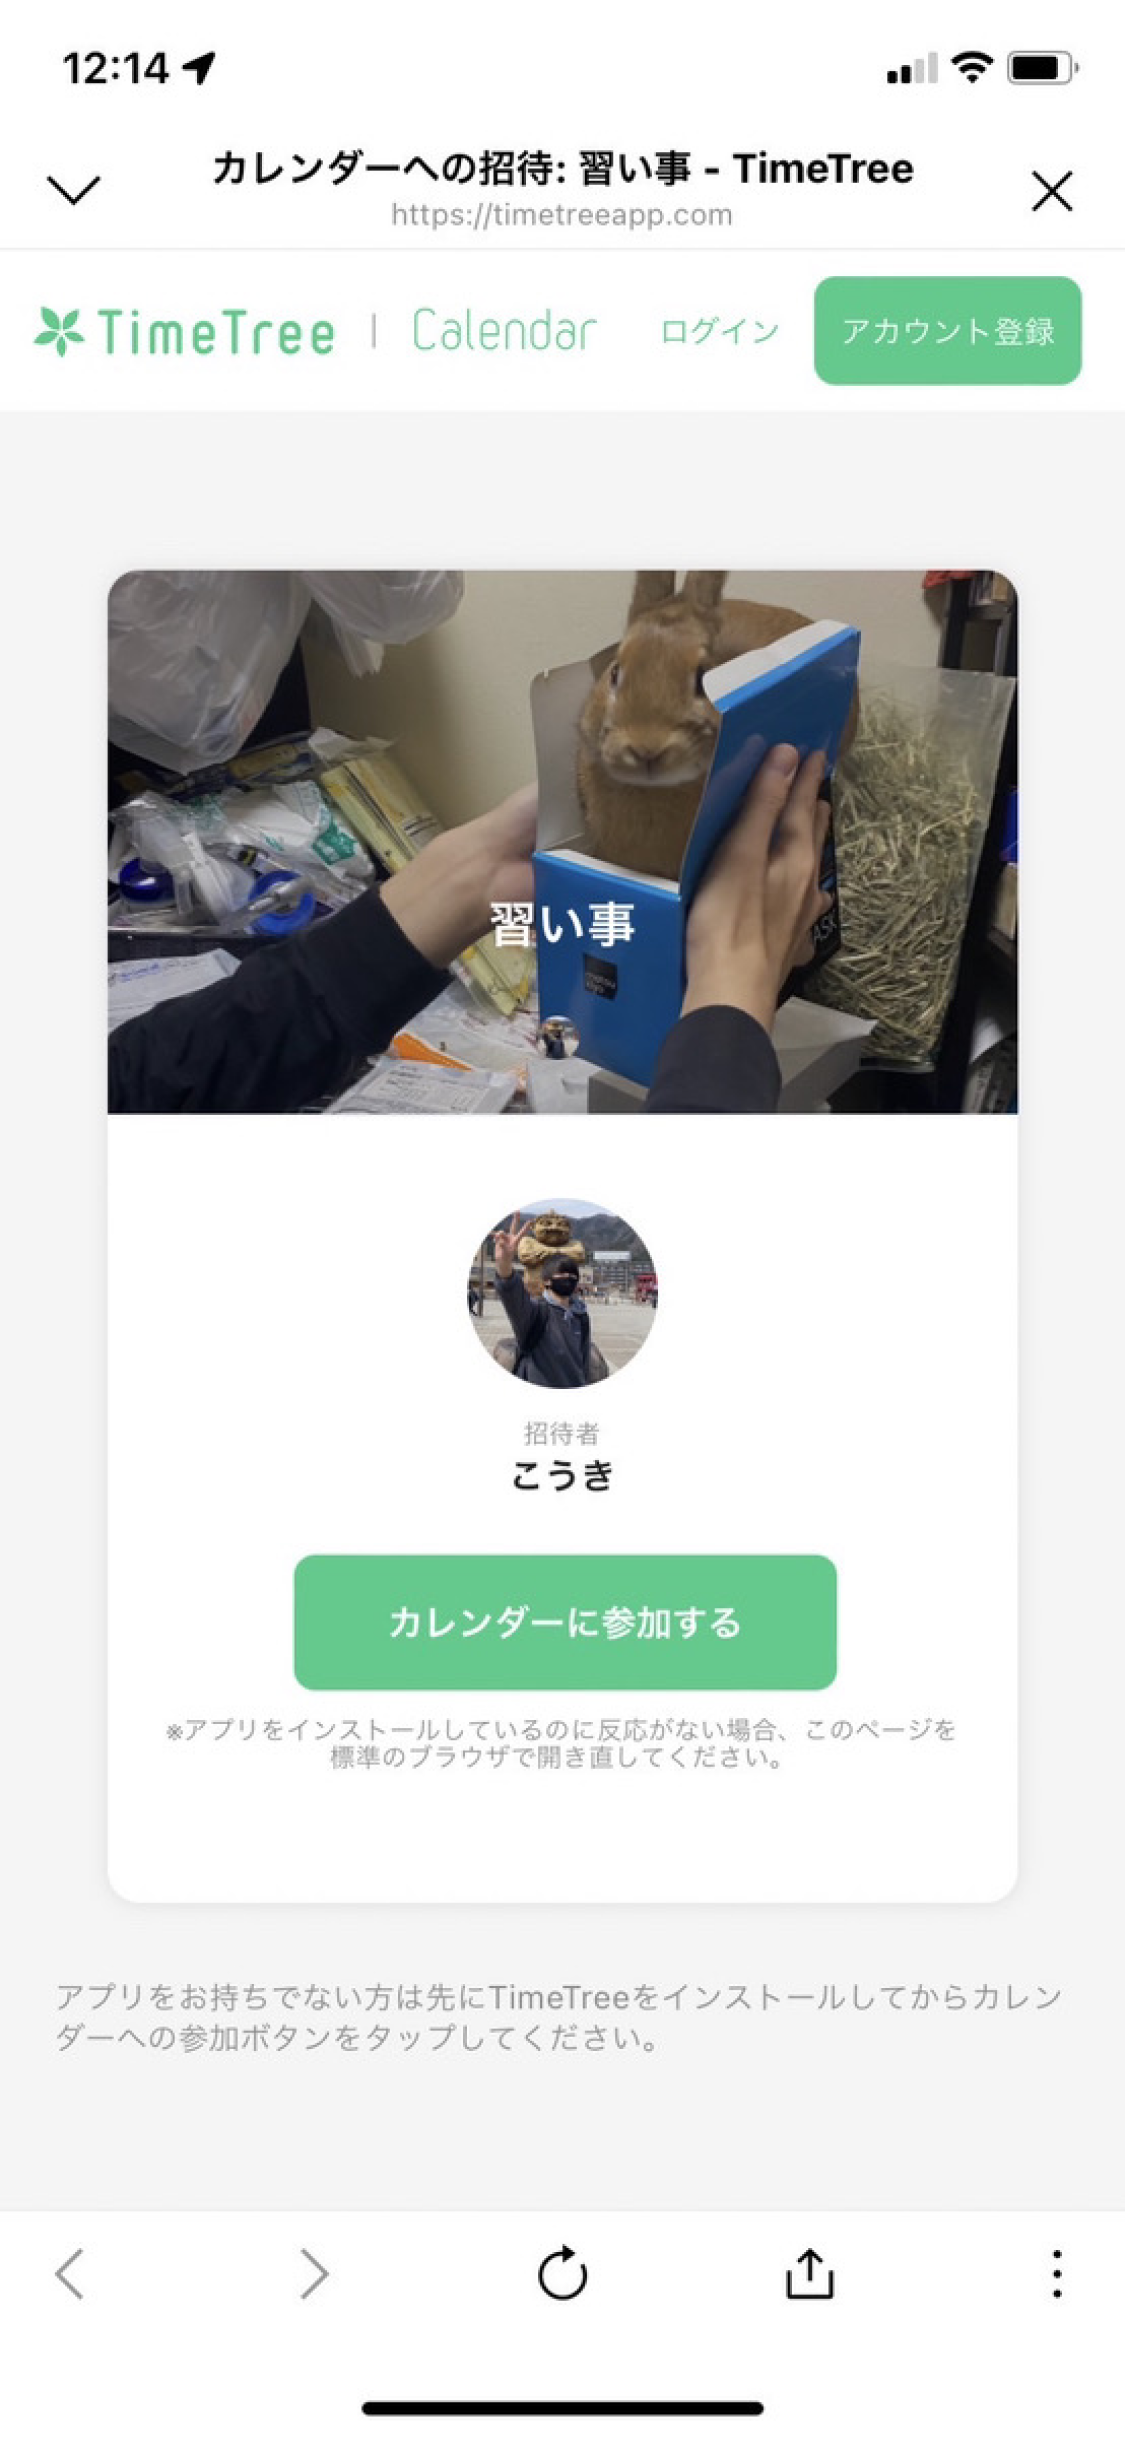 12:14
カレンダーへの招待: 習い事 - TimeTree
https://timetreeapp.com
TimeTree | Calendar
ログイン
アカウント登録
習い事
招待者
こうき
カレンダーに参加する
※アプリをインストールしているのに反応がない場合、このページを
標準のブラウザで開き直してください。
アプリをお持ちでない方は先にTimeTreeをインストールしてからカレン
ダーへの参加ボタンをタップしてください。